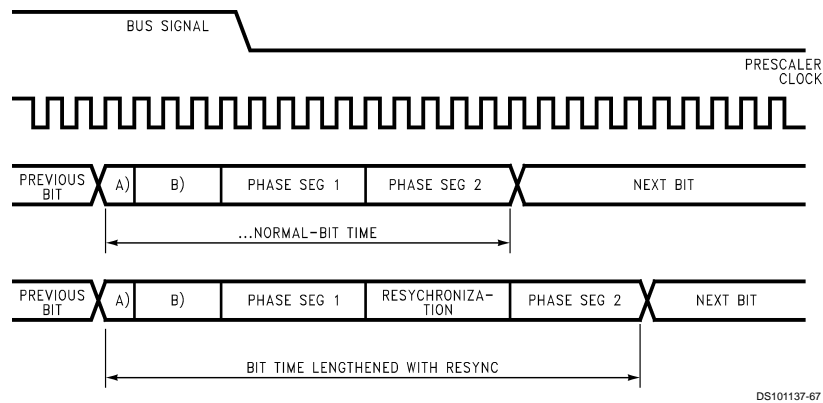 BUS SIGNAL
PRESCALER
CLOCK
PREVIOUS
BIT
A)
B)
PHASE SEG 1
PHASE SEG 2
NEXT BIT
...NORMAL-BIT TIME
PREVIOUS
BIT
A)
B)
PHASE SEG 1
RESYCHRONIZA-
TION
PHASE SEG 2
NEXT BIT
BIT TIME LENGTHENED WITH RESYNC
DS101137-67